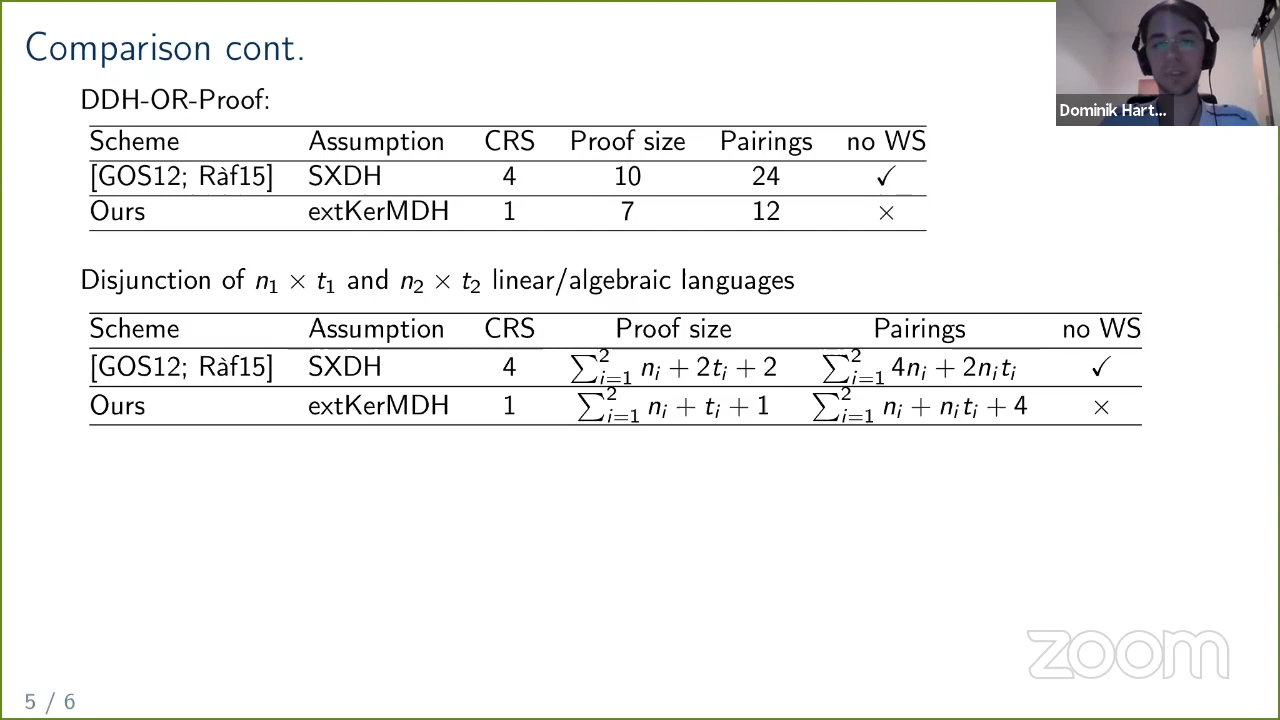 Comparison cont.
Dominik Hart...
DDH-OR-Proof:
Scheme Assumption CRS Proof size Pairings no WS
[GOS12; Ràf15] SXDH 4 10 24 ✓
Ours extKerMDH 1 7 12 ×
Disjunction of n₁ × t₁ and n₂ × t₂ linear/algebraic languages
Scheme Assumption CRS Proof size Pairings no WS
[GOS12; Ràf15] SXDH 4 ∑²ᵢ₌₁ nᵢ + 2tᵢ + 2 ∑²ᵢ₌₁ 4nᵢ + 2nᵢtᵢ ✓
Ours extKerMDH 1 ∑²ᵢ₌₁ nᵢ + tᵢ + 1 ∑²ᵢ₌₁ nᵢ + nᵢtᵢ + 4 ×
zoom
5 / 6